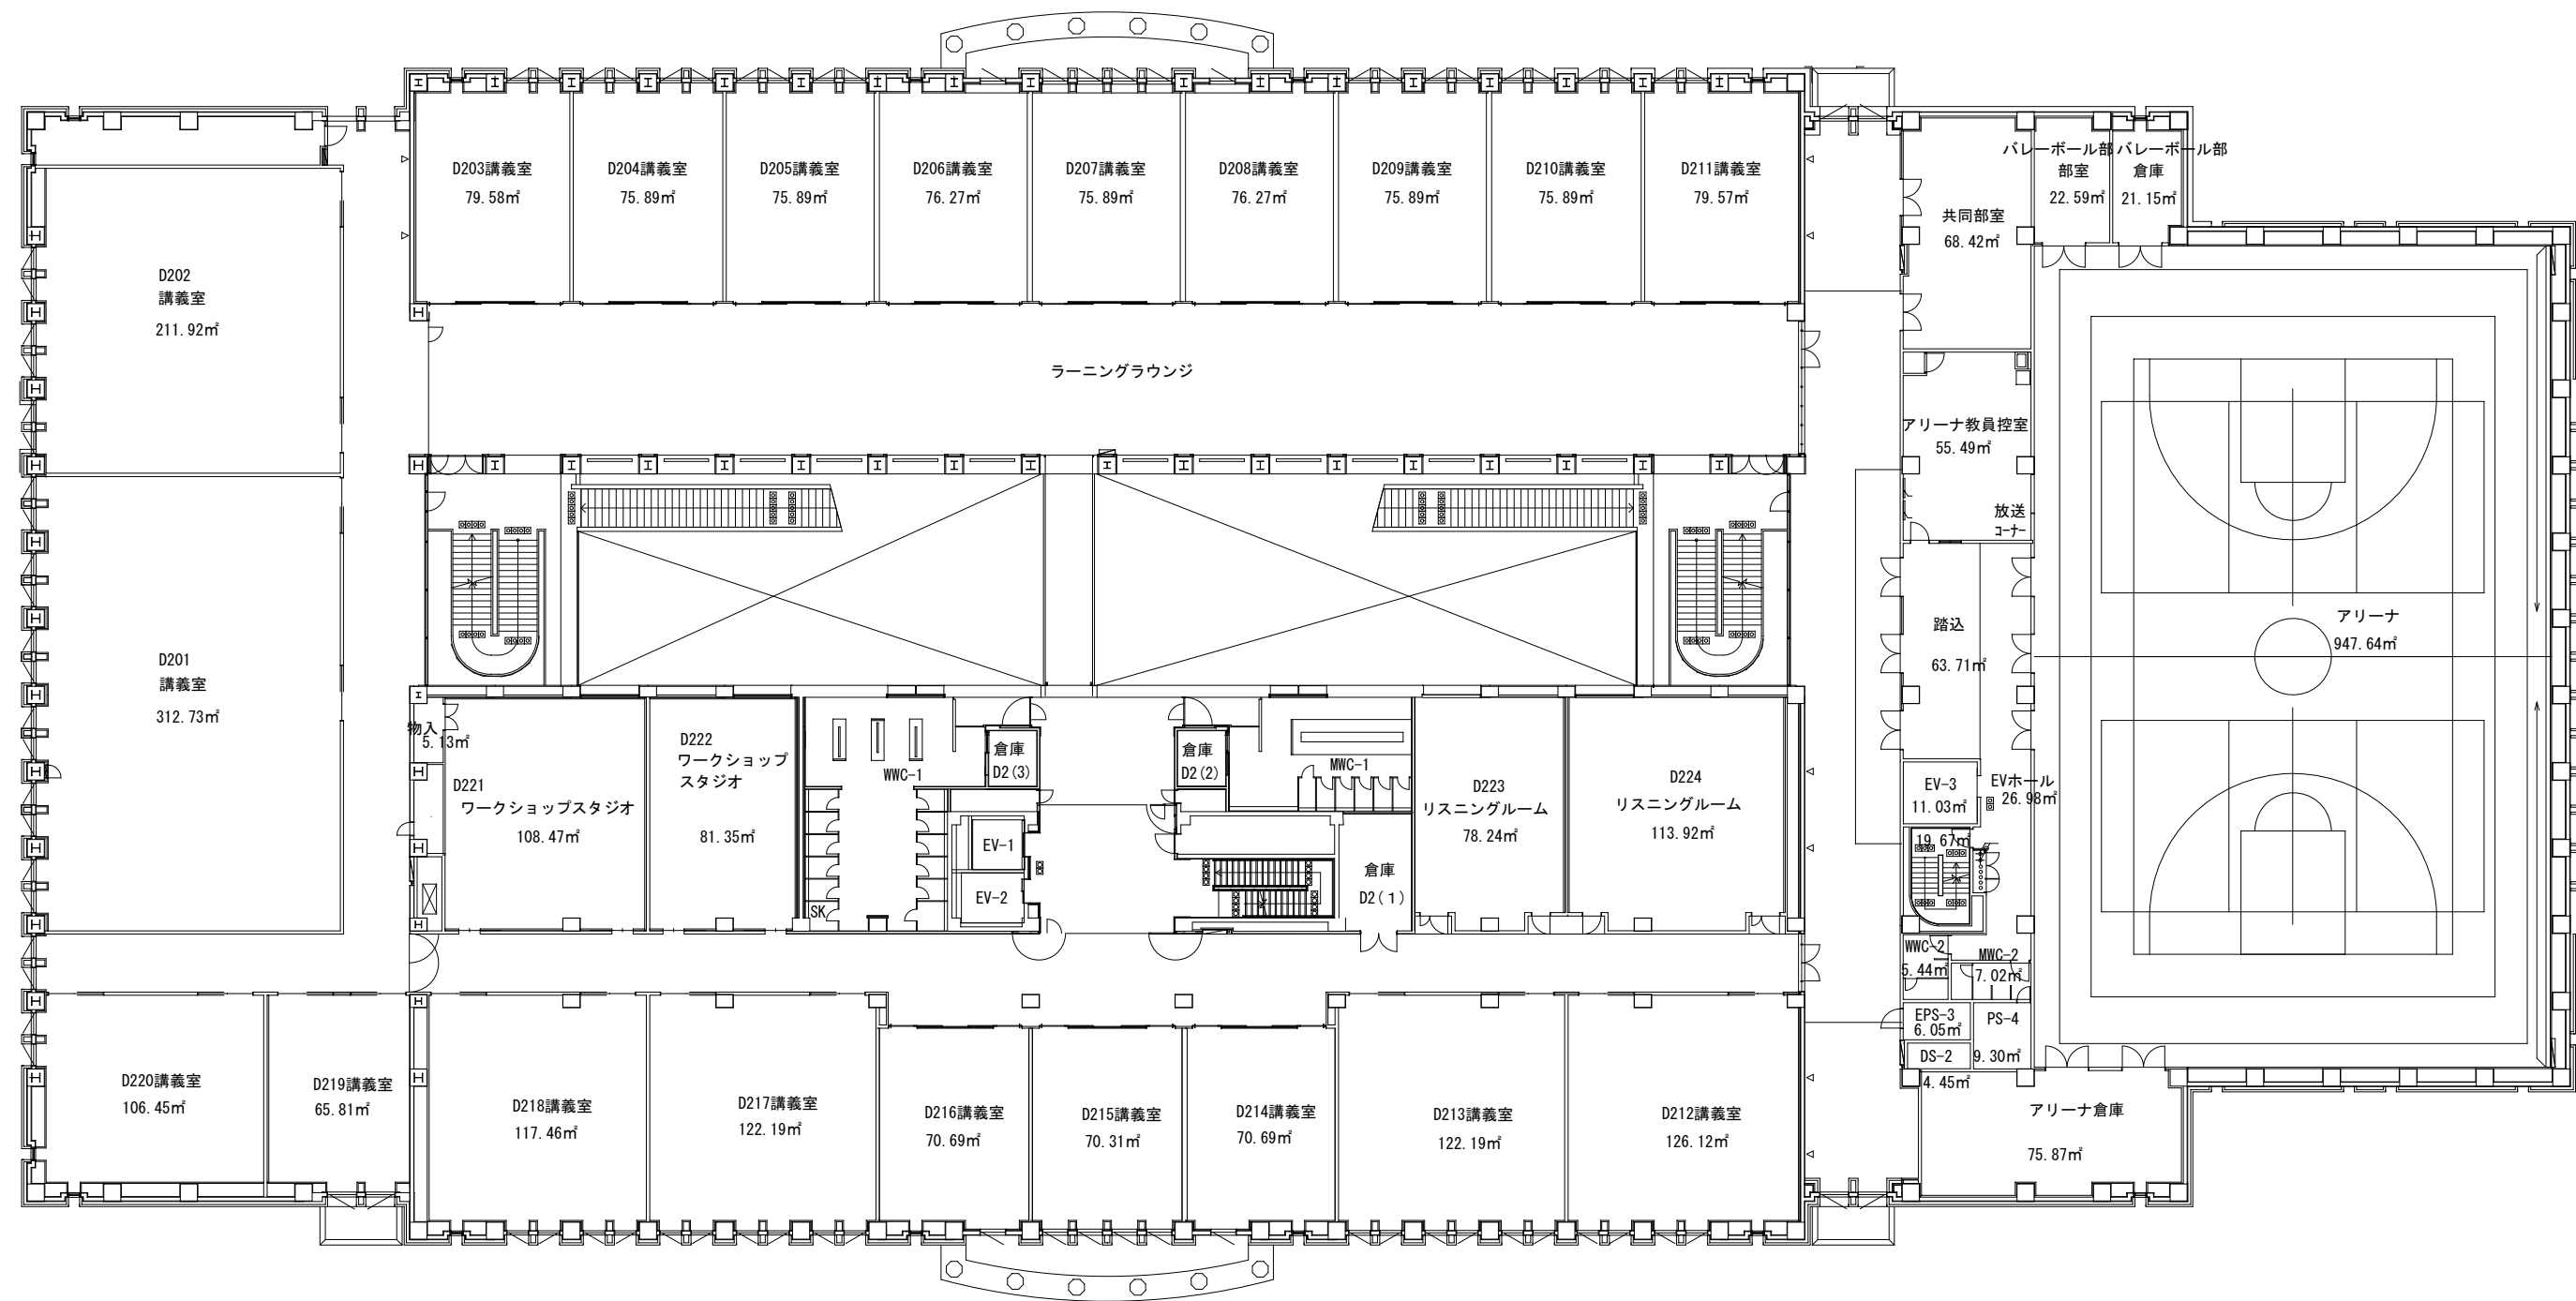 D203講義室
79.58㎡
D204講義室
75.89㎡
D205講義室
75.89㎡
D206講義室
76.27㎡
D207講義室
75.89㎡
D208講義室
76.27㎡
D209講義室
75.89㎡
D210講義室
75.89㎡
D211講義室
79.57㎡
バレーボール部
部室
22.59㎡
バレーボール部
倉庫
21.15㎡
共同部室
68.42㎡
D202
講義室
211.92㎡
ラーニングラウンジ
アリーナ教員控室
55.49㎡
放送
コーナー
D201
講義室
312.73㎡
踏込
63.71㎡
アリーナ
947.64㎡
物入
5.13㎡
D221
ワークショップスタジオ
108.47㎡
D222
ワークショップ
スタジオ
81.35㎡
WWC-1
SK
倉庫
D2(3)
EV-1
EV-2
倉庫
D2(2)
MWC-1
倉庫
D2(1)
D223
リスニングルーム
78.24㎡
D224
リスニングルーム
113.92㎡
EV-3
11.03㎡
EVホール
26.98㎡
19.67㎡
WWC-2
5.44㎡
MWC-2
7.02㎡
EPS-3
6.05㎡
PS-4
9.30㎡
DS-2
4.45㎡
アリーナ倉庫
75.87㎡
D220講義室
106.45㎡
D219講義室
65.81㎡
D218講義室
117.46㎡
D217講義室
122.19㎡
D216講義室
70.69㎡
D215講義室
70.31㎡
D214講義室
70.69㎡
D213講義室
122.19㎡
D212講義室
126.12㎡